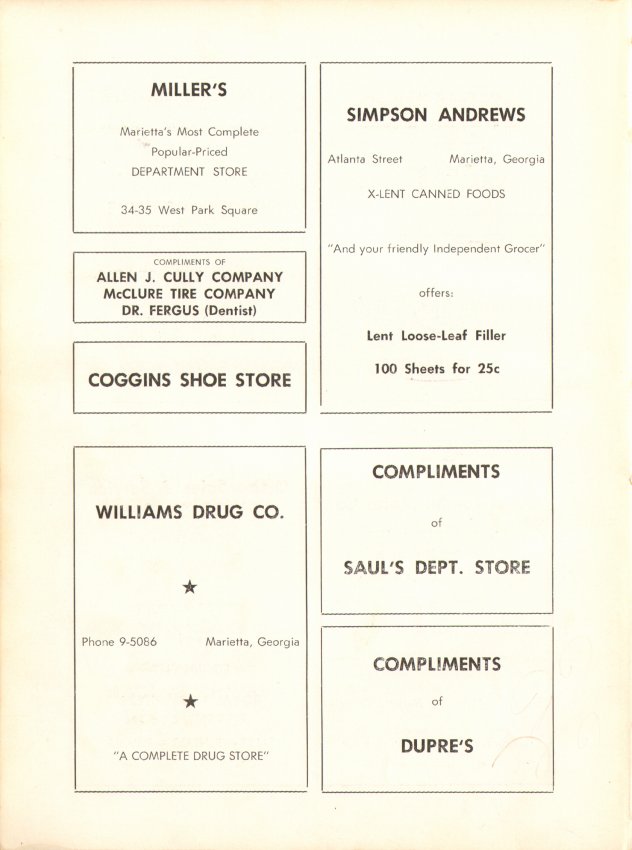 MILLER'S
Marietta's Most Complete
Popular-Priced
DEPARTMENT STORE
34-35 West Park Square
COMPLIMENTS OF
ALLEN J. CULLY COMPANY
McCLURE TIRE COMPANY
DR. FERGUS (Dentist)
COGGINS SHOE STORE
SIMPSON ANDREWS
Atlanta Street Marietta, Georgia
X-LENT CANNED FOODS
"And your friendly Independent Grocer"
offers:
Lent Loose-Leaf Filler
100 Sheets for 25c
WILLIAMS DRUG CO.
Phone 9-5086 Marietta, Georgia
"A COMPLETE DRUG STORE"
COMPLIMENTS
of
SAUL'S DEPT. STORE
COMPLIMENTS
of
DUPRE'S